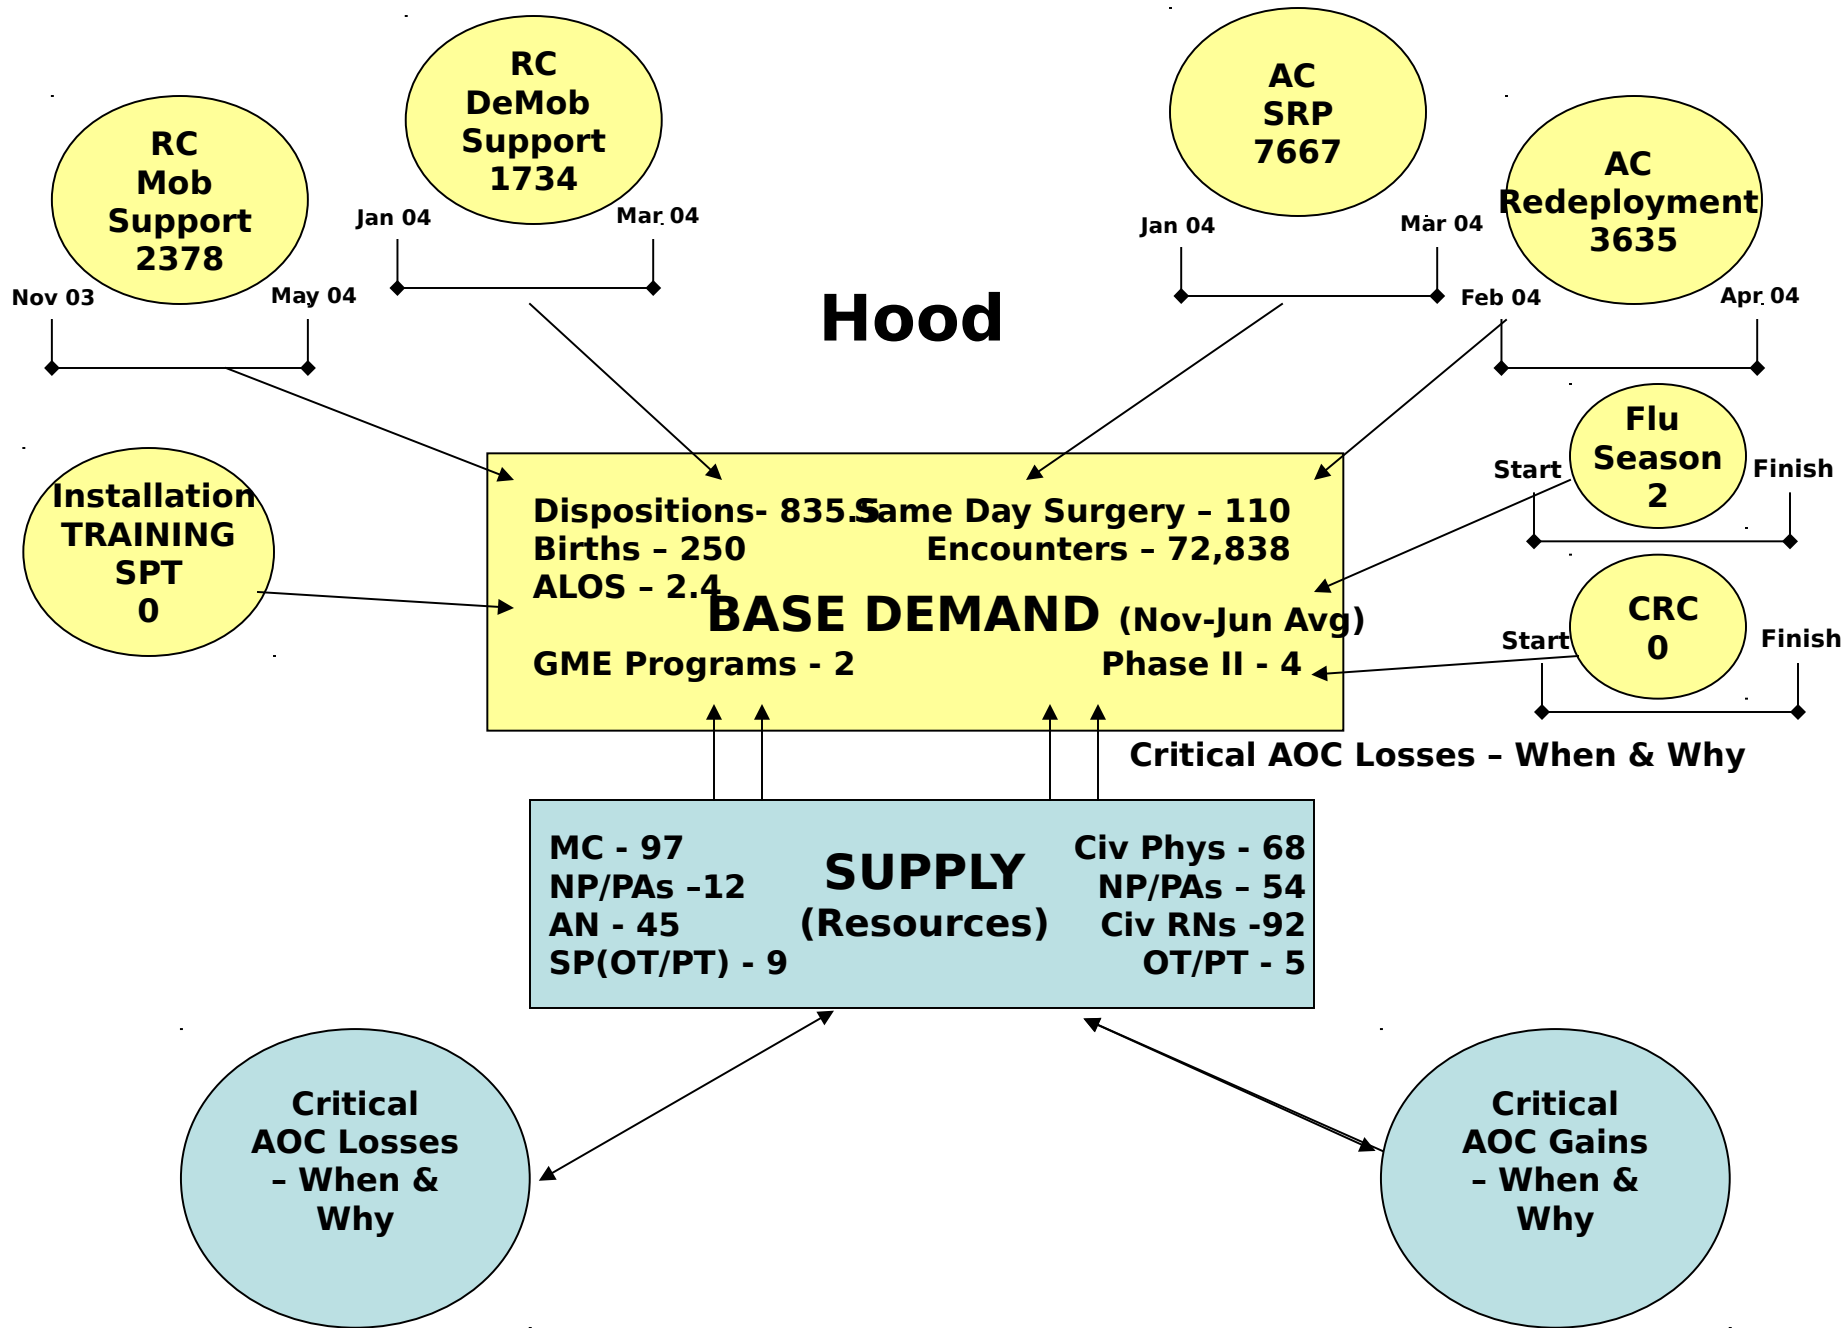 RC
DeMob
Support
1734
Jan 04
Mar 04
AC
SRP
7667
Jan 04
Mar 04
RC
Mob
Support
2378
Nov 03
May 04
AC
Redeployment
3635
Feb 04
Apr 04
Hood
Flu
Season
2
Start
Finish
Installation
TRAINING
SPT
0
CRC
0
Start
Finish
Dispositions- 835.5
Births – 250
ALOS – 2.4
Same Day Surgery – 110
Encounters – 72,838
BASE DEMAND (Nov-Jun Avg)
GME Programs - 2
Phase II - 4
Critical AOC Losses – When & Why
MC - 97
NP/PAs –12
AN - 45
SP(OT/PT) - 9
SUPPLY
(Resources)
Civ Phys - 68
NP/PAs – 54
Civ RNs -92
OT/PT - 5
Critical
AOC Losses
– When &
Why
Critical
AOC Gains
– When &
Why